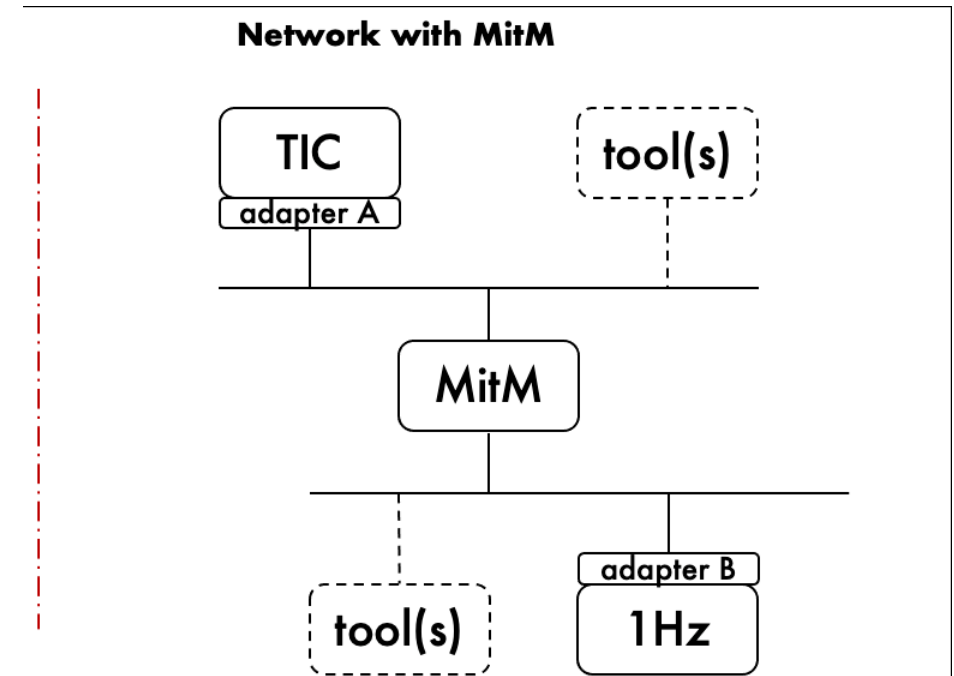 Network with MitM
TIC
tool(s)
adapter A
MitM
adapter B
tool(s)
1Hz